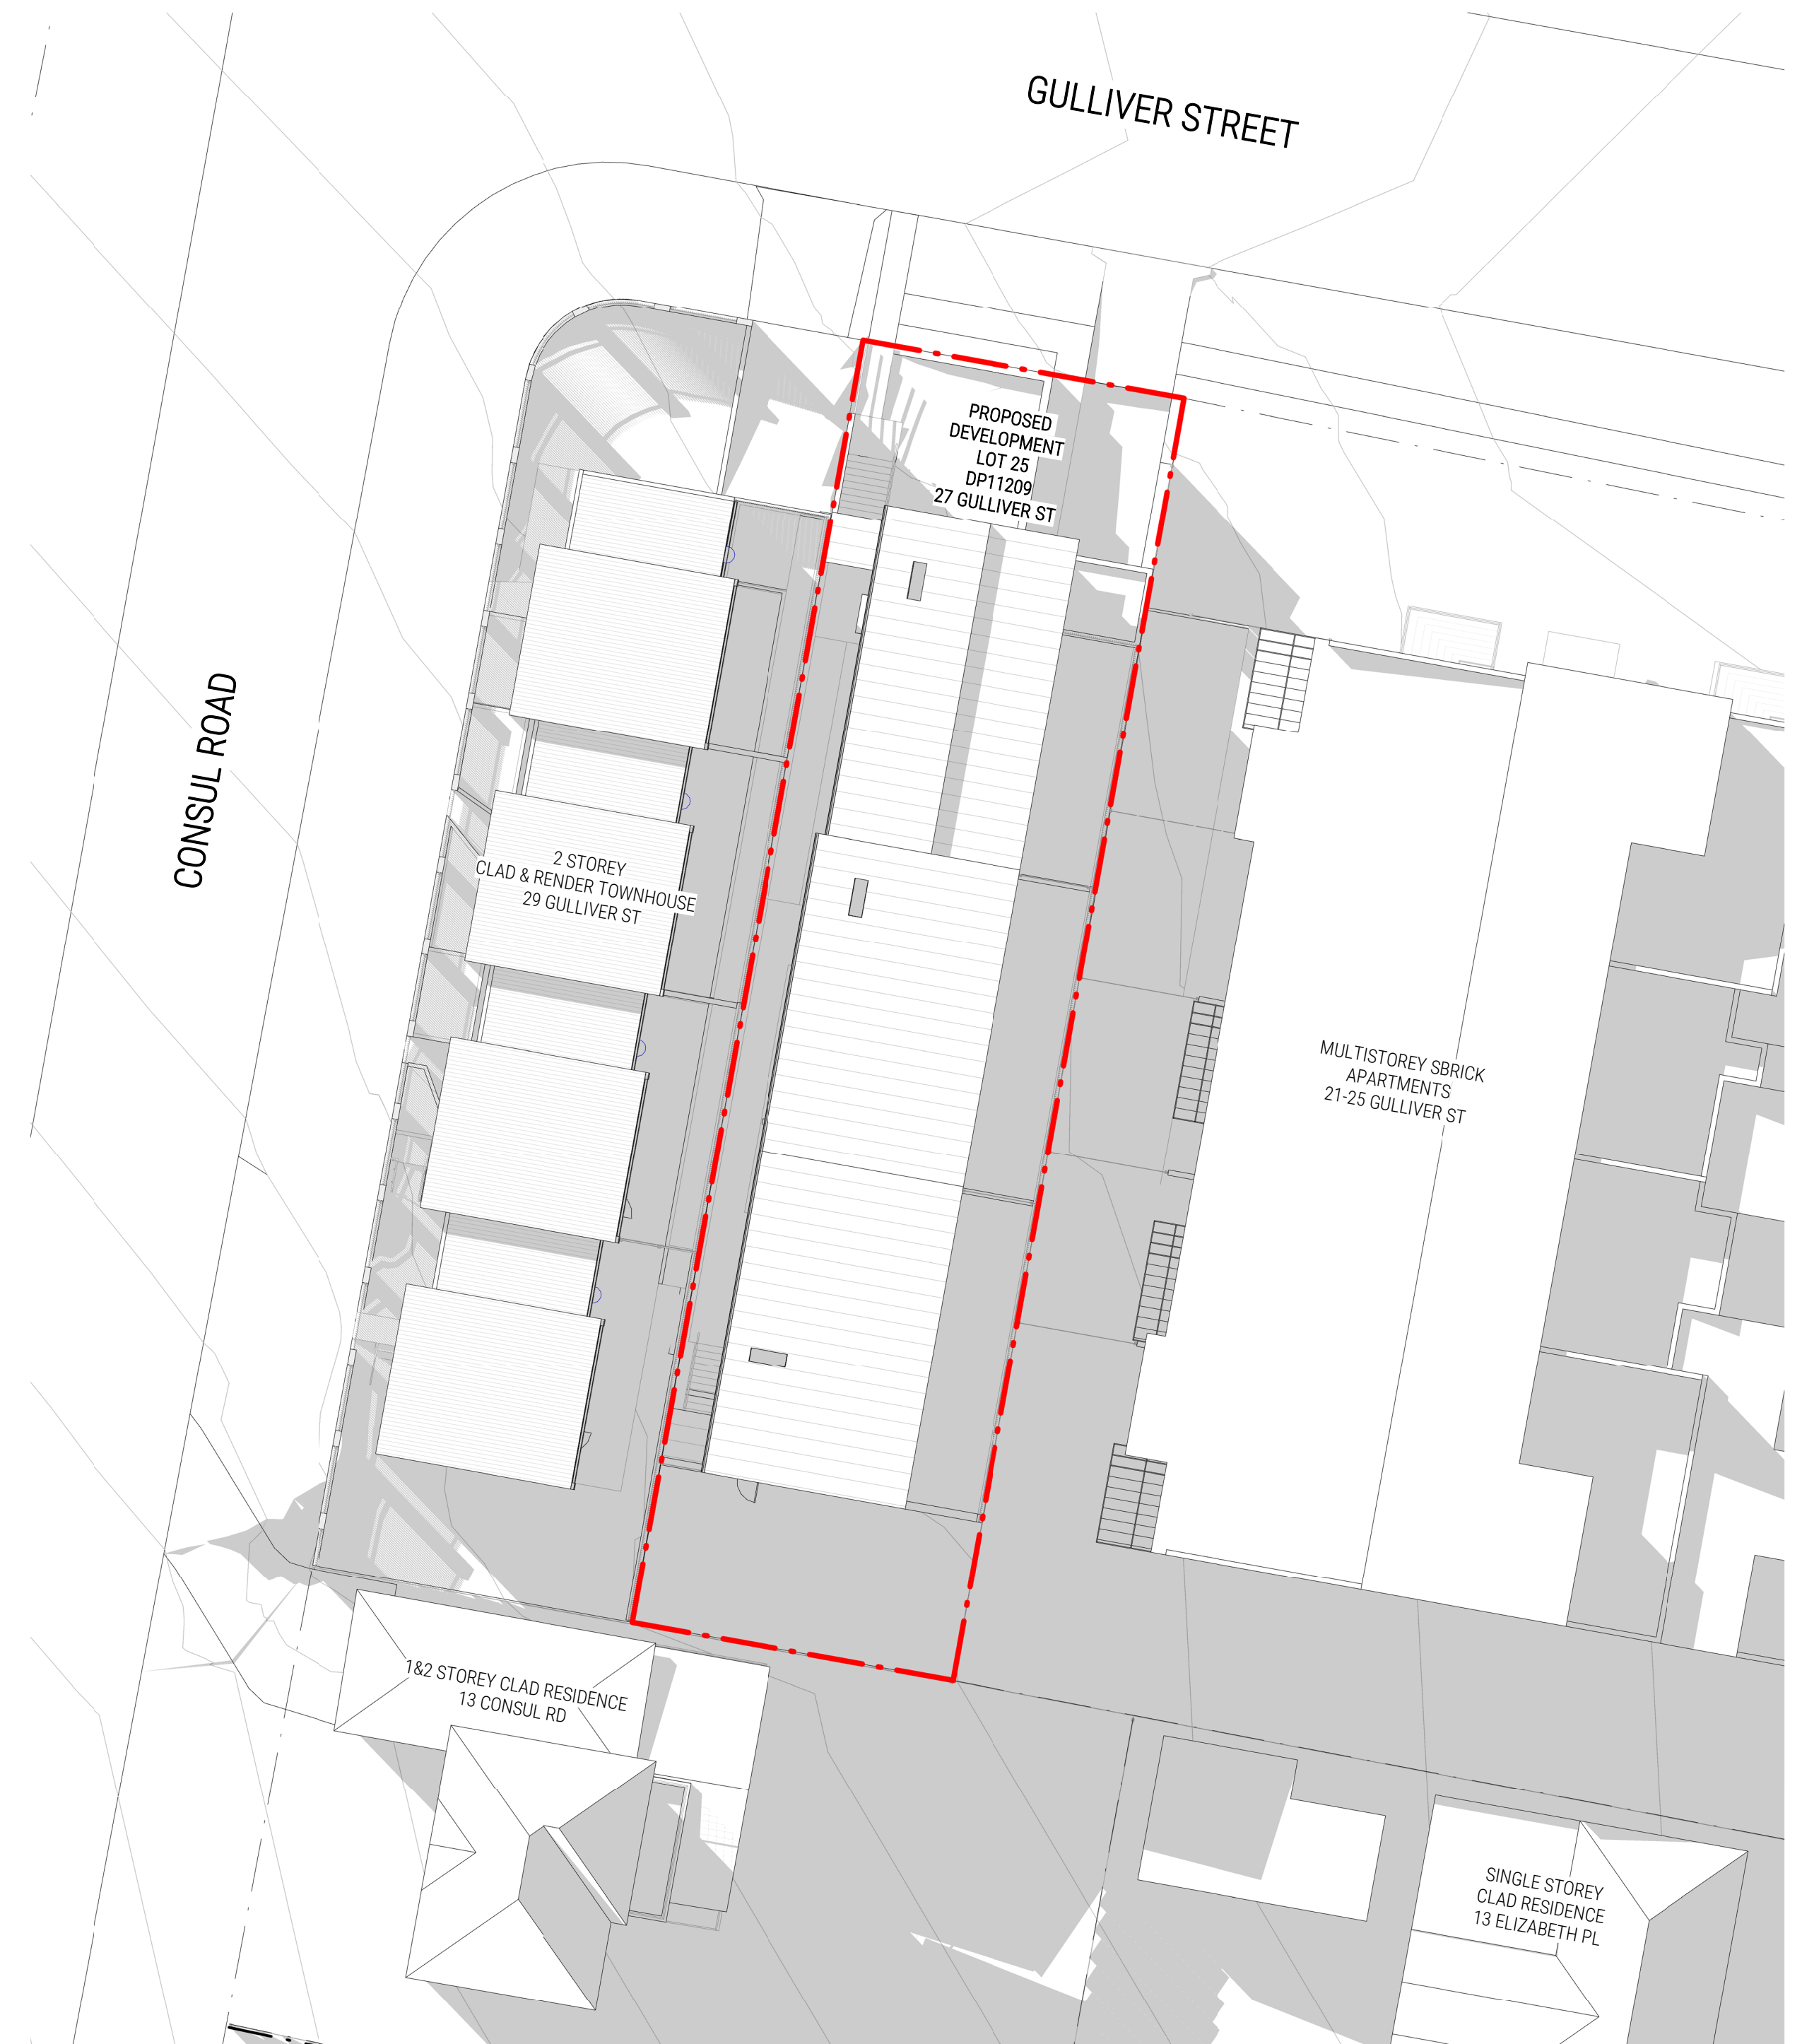 GULLIVER STREET
PROPOSED
DEVELOPMENT
LOT 25
DP11209
27 GULLIVER ST
CONSUL ROAD
2 STOREY
CLAD & RENDER TOWNHOUSE
29 GULLIVER ST
MULTISTOREY SBRICK
APARTMENTS
21-25 GULLIVER ST
1&2 STOREY CLAD RESIDENCE
13 CONSUL RD
SINGLE STOREY
CLAD RESIDENCE
13 ELIZABETH PL